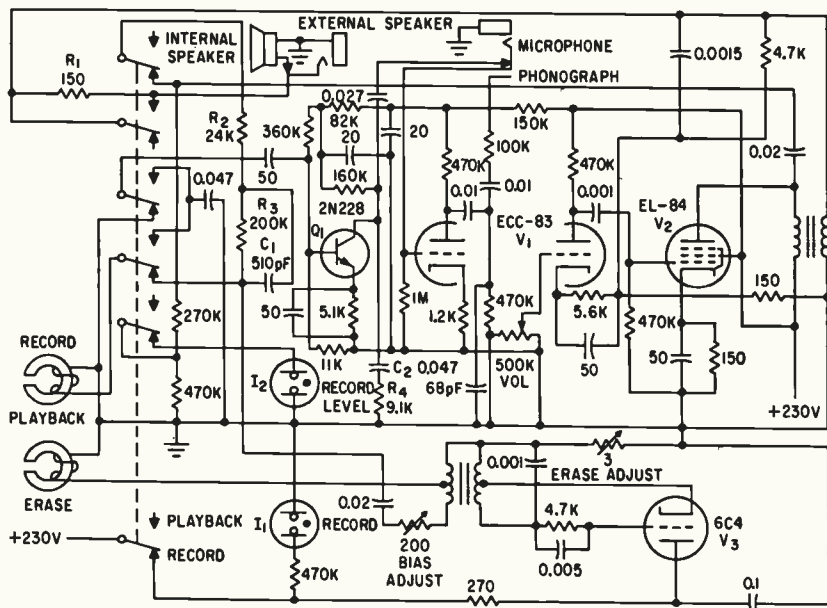 EXTERNAL SPEAKER
INTERNAL
SPEAKER
MICROPHONE
PHONOGRAPH
R1
150
0.0015
4.7K
R2
24K
360K
0.027
82K
20
20
150K
470K
100K
470K
0.02
50
160K
0.01
0.01
0.001
EL-84
V2
0.047
R3
200K
2N228
Q1
ECC-83
V1
C1
510pF
1M
1.2K
470K
5.6K
150
50
5.1K
270K
11K
C2
0.047
68pF
500K
VOL
50
470K
50
150
RECORD
PLAYBACK
470K
I2
RECORD
LEVEL
R4
9.1K
+230V
ERASE
0.001
3
ERASE ADJUST
0.02
4.7K
6C4
V3
PLAYBACK
RECORD
+230V
I1
RECORD
200
BIAS
ADJUST
0.005
470K
270
0.1